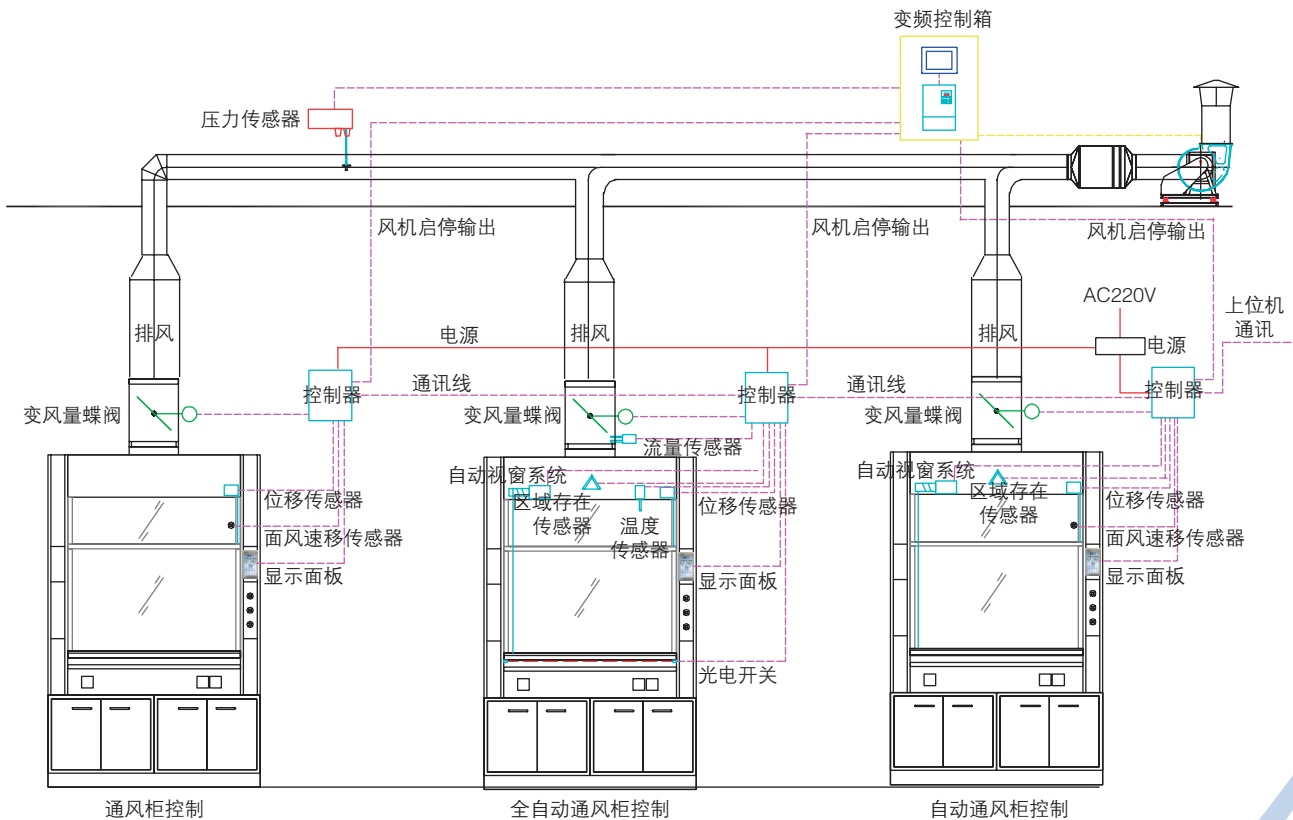 变频控制箱
压力传感器
风机启停输出
风机启停输出
风机启停输出
AC220V
上位机
通讯
排风
电源
排风
排风
电源
控制器
通讯线
控制器
通讯线
控制器
变风量蝶阀
变风量蝶阀
变风量蝶阀
流量传感器
自动视窗系统
自动视窗系统
位移传感器
区域存在
传感器
位移传感器
区域存在
传感器
位移传感器
面风速移传感器
温度
传感器
面风速移传感器
显示面板
显示面板
显示面板
光电开关
通风柜控制
全自动通风柜控制
自动通风柜控制